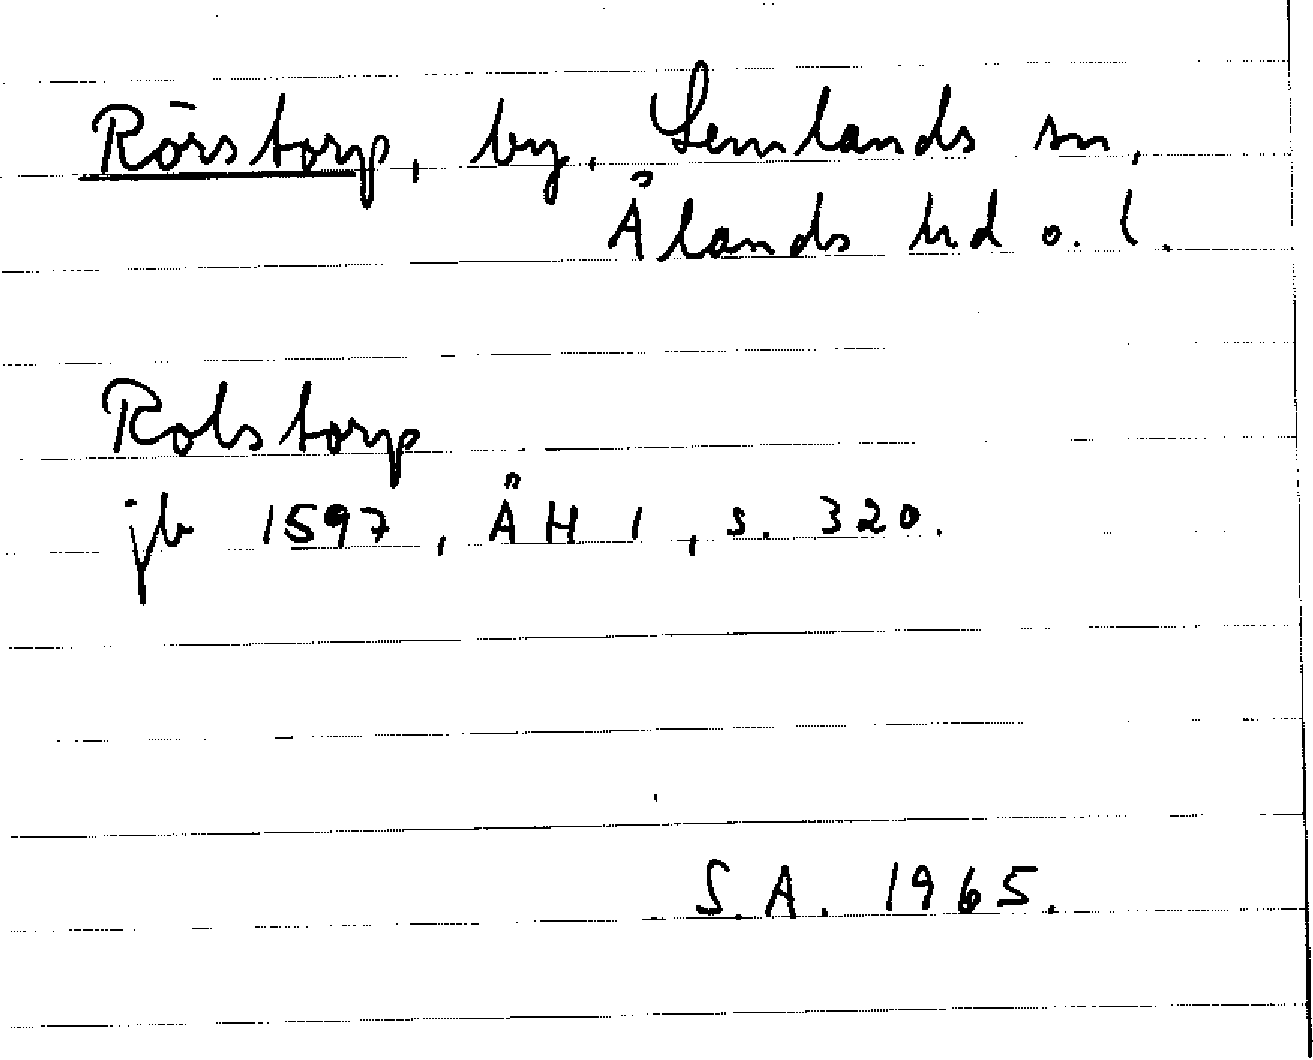 Rörstorp, by, Lemlands sn,
Ålands hd o. l.
Rolstorp
jb 1597, ÅH 1, s. 320.
S.A. 1965.